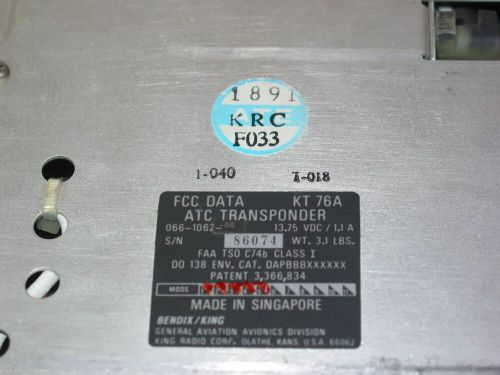 1891
ATE
KRC
F033
1-040 T-018
FCC DATA KT 76A
ATC TRANSPONDER
066-1062-00 13.75 VDC / 1.1 A
S/N 86074 WT. 3.1 LBS.
FAA TSO C74b CLASS I
DO 138 ENV. CAT. DAPBBBXXXXXX
PATENT 3,366,834
MODS
MADE IN SINGAPORE
BENDIX/KING
GENERAL AVIATION AVIONICS DIVISION
KING RADIO CORP. OLATHE, KANS. U.S.A. 66062